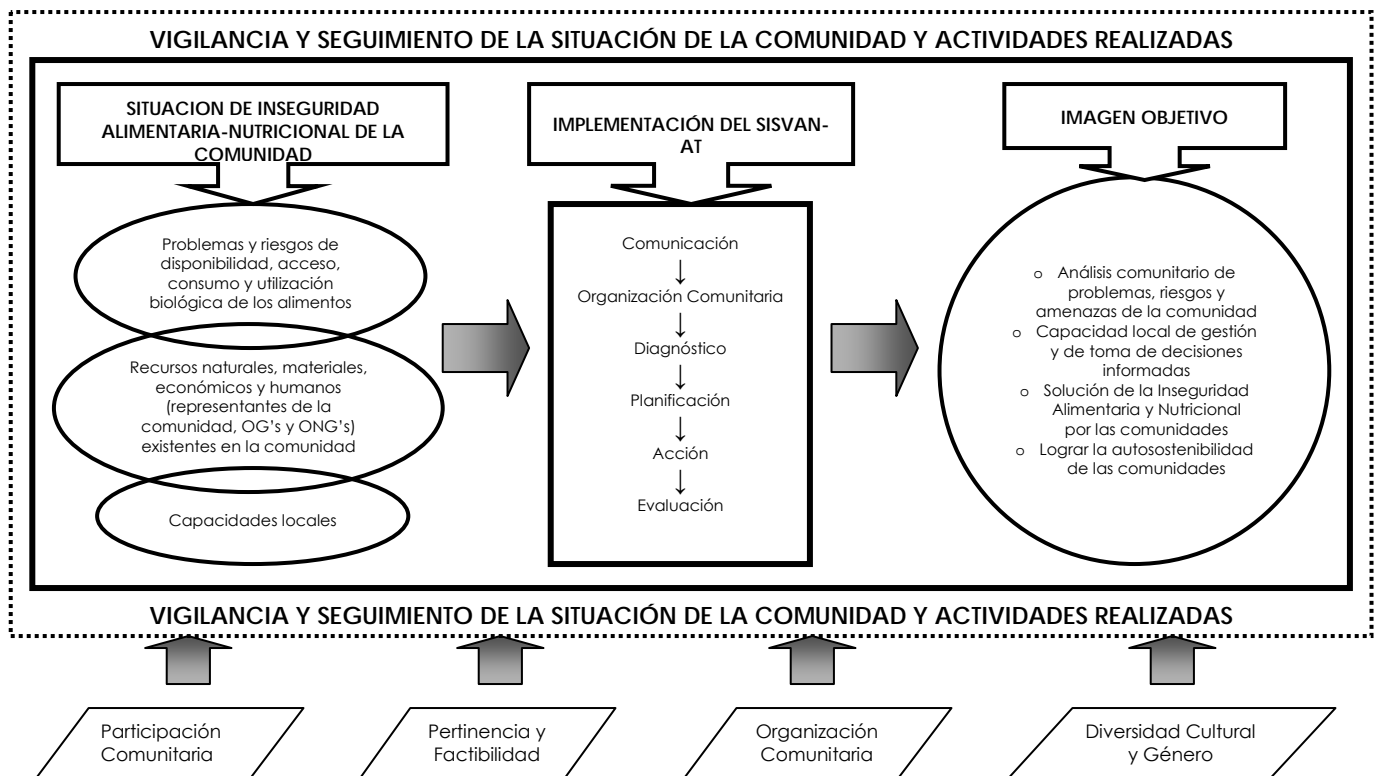 VIGILANCIA Y SEGUIMIENTO DE LA SITUACIÓN DE LA COMUNIDAD Y ACTIVIDADES REALIZADAS
SITUACION DE INSEGURIDAD
ALIMENTARIA-NUTRICIONAL DE LA
COMUNIDAD
Problemas y riesgos de
disponibilidad, acceso,
consumo y utilización
biológica de los alimentos
Recursos naturales, materiales,
económicos y humanos
(representantes de la
comunidad, OG's y ONG's)
existentes en la comunidad
Capacidades locales
IMPLEMENTACIÓN DEL SISVAN-
AT
Comunicación
↓
Organización Comunitaria
↓
Diagnóstico
↓
Planificación
↓
Acción
↓
Evaluación
IMAGEN OBJETIVO
o Análisis comunitario de
problemas, riesgos y
amenazas de la comunidad
o Capacidad local de gestión
y de toma de decisiones
informadas
o Solución de la Inseguridad
Alimentaria y Nutricional
por las comunidades
o Lograr la autosostenibilidad
de las comunidades
VIGILANCIA Y SEGUIMIENTO DE LA SITUACIÓN DE LA COMUNIDAD Y ACTIVIDADES REALIZADAS
Participación
Comunitaria
Pertinencia y
Factibilidad
Organización
Comunitaria
Diversidad Cultural
y Género